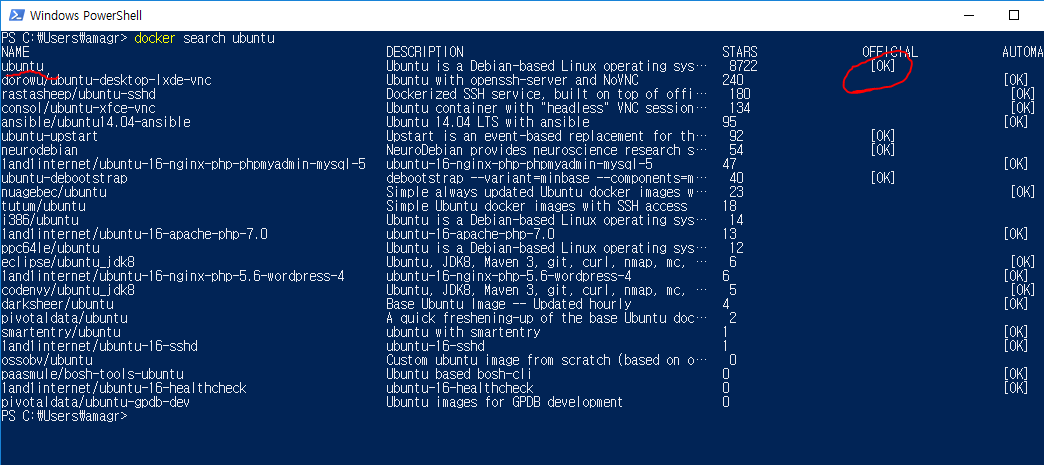 Windows PowerShell
PS C:₩Users₩amagr> docker search ubuntu
NAME DESCRIPTION STARS OFFICIAL AUTOMA
ubuntu Ubuntu is a Debian-based Linux operating sys… 8722 [OK]
dorowu/ubuntu-desktop-lxde-vnc Ubuntu with openssh-server and NoVNC 240 [OK]
rastasheep/ubuntu-sshd Dockerized SSH service, built on top of offi… 180 [OK]
consol/ubuntu-xfce-vnc Ubuntu container with "headless" VNC session… 134 [OK]
ansible/ubuntu14.04-ansible Ubuntu 14.04 LTS with ansible 95 [OK]
ubuntu-upstart Upstart is an event-based replacement for th… 92 [OK]
neurodebian NeuroDebian provides neuroscience research s… 54 [OK]
1and1internet/ubuntu-16-nginx-php-phpmyadmin-mysql-5 ubuntu-16-nginx-php-phpmyadmin-mysql-5 47 [OK]
ubuntu-debootstrap debootstrap --variant=minbase --components=m… 40 [OK]
nuagebec/ubuntu Simple always updated Ubuntu docker images w… 23 [OK]
tutum/ubuntu Simple Ubuntu docker images with SSH access 18
i386/ubuntu Ubuntu is a Debian-based Linux operating sys… 14
1and1internet/ubuntu-16-apache-php-7.0 ubuntu-16-apache-php-7.0 13 [OK]
ppc64le/ubuntu Ubuntu is a Debian-based Linux operating sys… 12
eclipse/ubuntu_jdk8 Ubuntu, JDK8, Maven 3, git, curl, nmap, mc, … 6 [OK]
1and1internet/ubuntu-16-nginx-php-5.6-wordpress-4 ubuntu-16-nginx-php-5.6-wordpress-4 6 [OK]
codenvy/ubuntu_jdk8 Ubuntu, JDK8, Maven 3, git, curl, nmap, mc, … 5 [OK]
darksheer/ubuntu Base Ubuntu Image -- Updated hourly 4 [OK]
pivotaldata/ubuntu A quick freshening-up of the base Ubuntu doc… 2
smartentry/ubuntu ubuntu with smartentry 1 [OK]
1and1internet/ubuntu-16-sshd ubuntu-16-sshd 1 [OK]
ossobv/ubuntu Custom ubuntu image from scratch (based on o… 0
paasmule/bosh-tools-ubuntu Ubuntu based bosh-cli 0 [OK]
1and1internet/ubuntu-16-healthcheck ubuntu-16-healthcheck 0 [OK]
pivotaldata/ubuntu-gpdb-dev Ubuntu images for GPDB development 0
PS C:₩Users₩amagr>